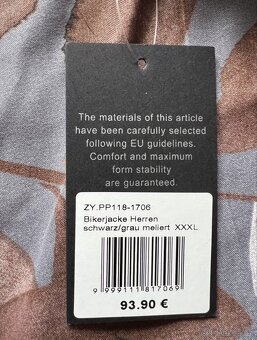 The materials of this article
have been carefully selected
following EU guidelines.
Comfort and maximum
form stability
are guaranteed.
ZY.PP118-1706
Bikerjacke Herren
schwarz/grau meliert XXXL
9 999111 817069
93.90 €